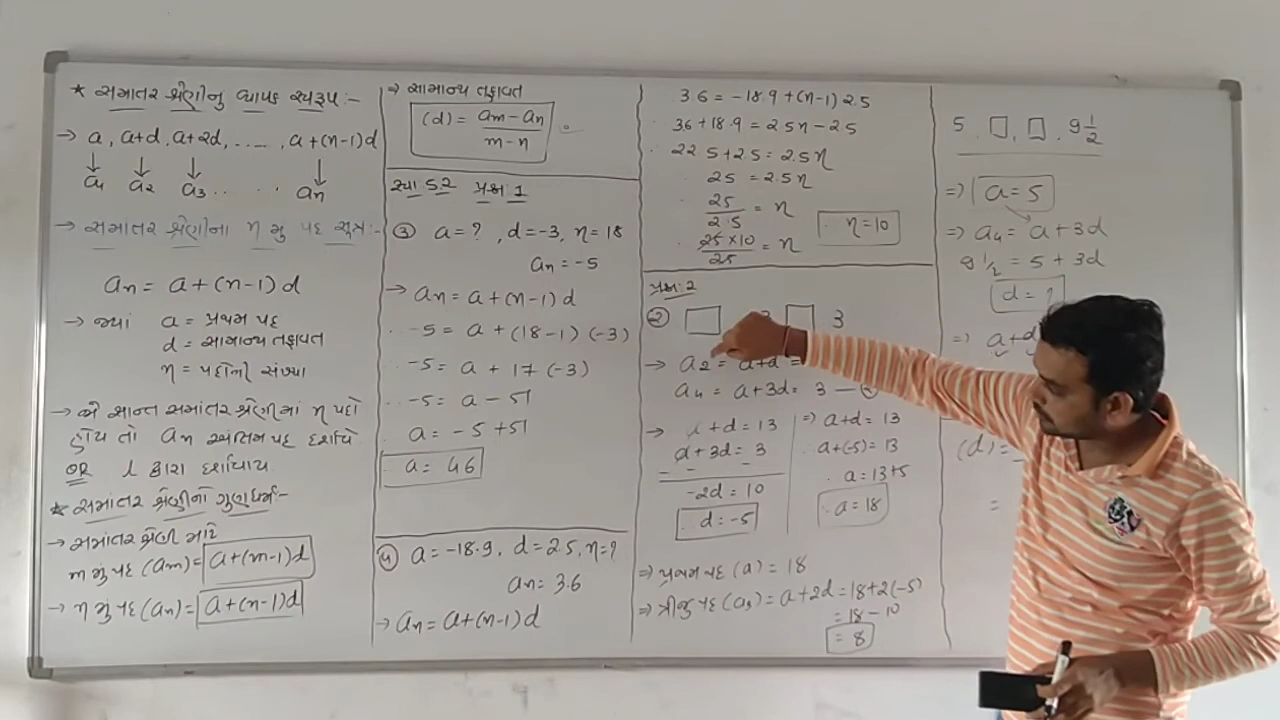 * સમાંતર શ્રેણીનુ વ્યાપક સ્વરૂપ:-
→ a, a+d, a+2d, ....., a+(n-1)d
↓ ↓ ↓ ↓
a₁ a₂ a₃ .. . . an
→ સમાંતર શ્રેણીના n મુ પદ સૂત્ર:-
an = a+(n-1)d
→ જ્યાં a = પ્રથમ પદ
d = સામાન્ય તફાવત
n = પદોની સંખ્યા
→ જો સાન્ત સમાંતર શ્રેણીમાં n પદો
હોય તો an અંતિમ પદ દર્શાવે
OR l દ્વારા દર્શાવાય
* સમાંતર શ્રેણીનો ગુણધર્મ:-
→ સમાંતર શ્રેણી માટે
m મું પદ (am) = a+(m-1)d
→ n મું પદ (an) = a+(n-1)d
→ સામાન્ય તફાવત
(d) = am-an / m-n
સ્વા 5.2 પ્રશ્ન:1
③ a=? , d=-3, n=18
an=-5
→ an = a+(n-1)d
-5 = a+(18-1)(-3)
-5 = a + 17(-3)
-5 = a - 51
a = -5+51
a = 46
④ a=-18.9, d=2.5, n=?
an = 3.6
→ an = a+(n-1)d
3.6 = -18.9+(n-1)2.5
3.6+18.9 = 2.5n-2.5
22.5+2.5 = 2.5n
25 = 2.5n
25/2.5 = n
25×10/25 = n
n=10
પ્રશ્ન:2
② □ □ 3
→ a₂ = a+d =
a₄ = a+3d = 3 —
→ a+d = 13
a+3d = 3
- - -
-2d = 10
d = -5
⇒ a+d = 13
a+(-5) = 13
a = 13+5
a = 18
⇒ પ્રથમ પદ (a) = 18
⇒ ત્રીજુ પદ (a₃) = a+2d = 18+2(-5)
= 18-10
= 8
5, □, □, 9 1/2
⇒ a=5
⇒ a₄ = a+3d
9 1/2 = 5+3d
d = ?
⇒ a+d
(d) =
=